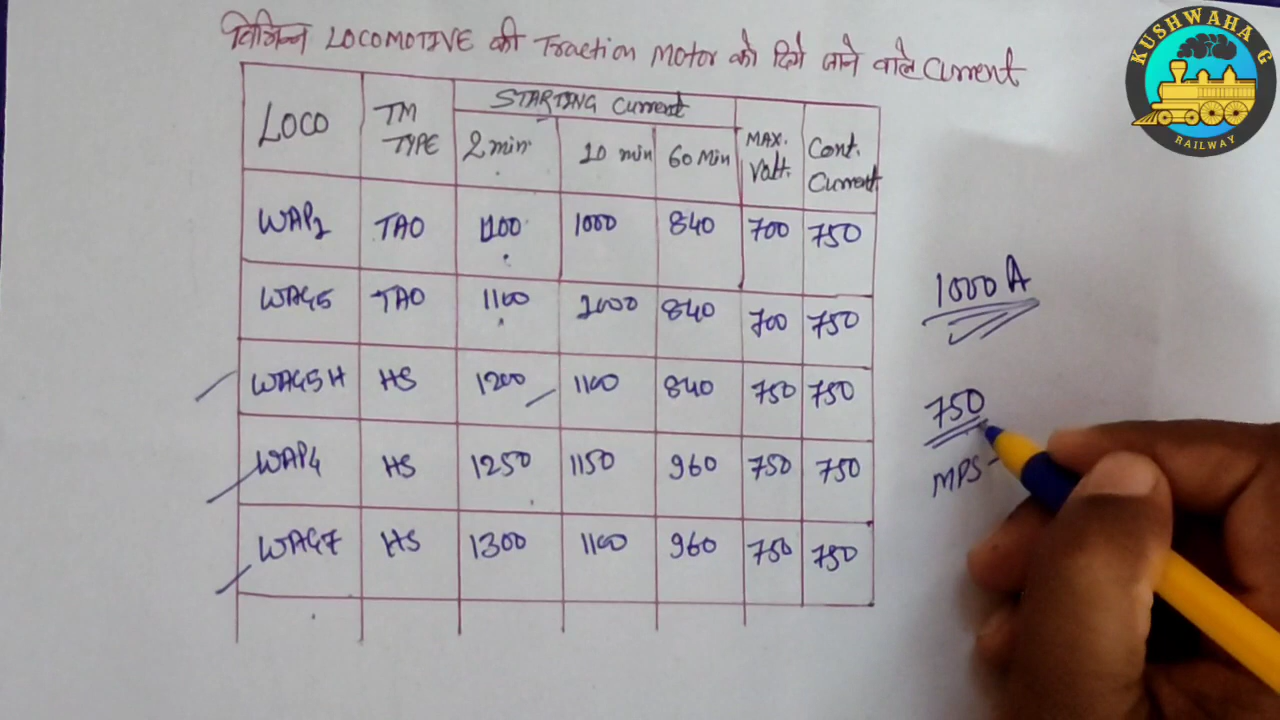 विभिन्न LOCOMOTIVE की Traction Motor को दिये जाने वाले Current
LOCO TM TYPE STARTING Current MAX. Volt. Cont. Current
2 min 10 min 60 Min
WAP1 TAO 1100 1000 840 700 750
WAG5 TAO 1100 1000 840 700 750
WAG5H HS 1200 1100 840 750 750
WAP4 HS 1250 1150 960 750 750
WAG7 HS 1300 1100 960 750 750
1000 A
750
MPS-
KUSHWAHA G
RAILWAY